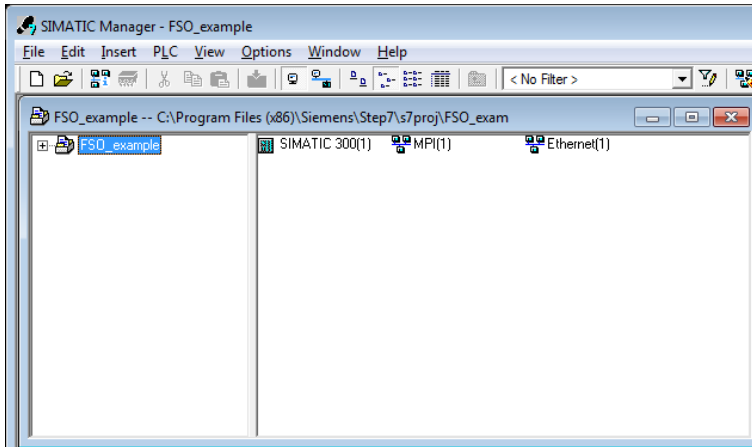 SIMATIC Manager - FSO_example
File Edit Insert PLC View Options Window Help
< No Filter >
FSO_example -- C:\Program Files (x86)\Siemens\Step7\s7proj\FSO_exam
FSO_example
SIMATIC 300(1) MPI(1) Ethernet(1)